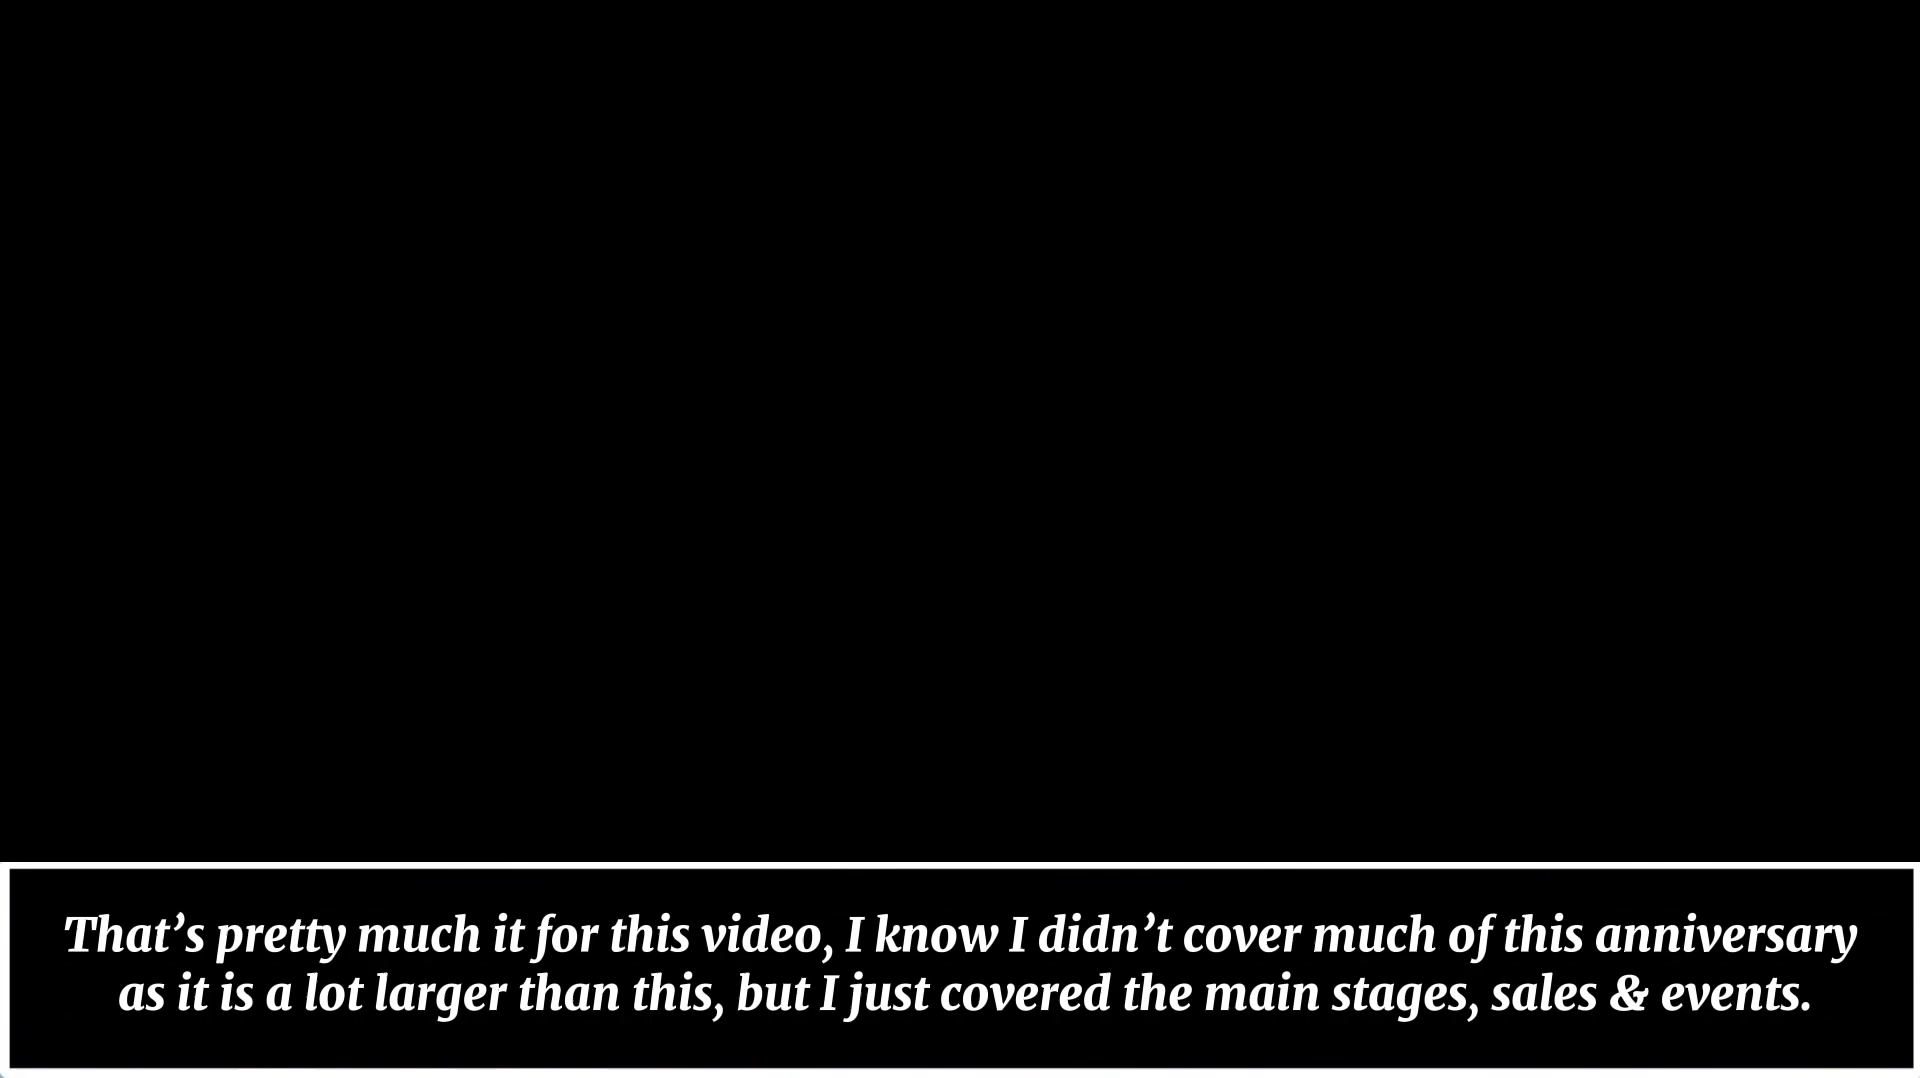 That’s pretty much it for this video, I know I didn’t cover much of this anniversary
as it is a lot larger than this, but I just covered the main stages, sales & events.